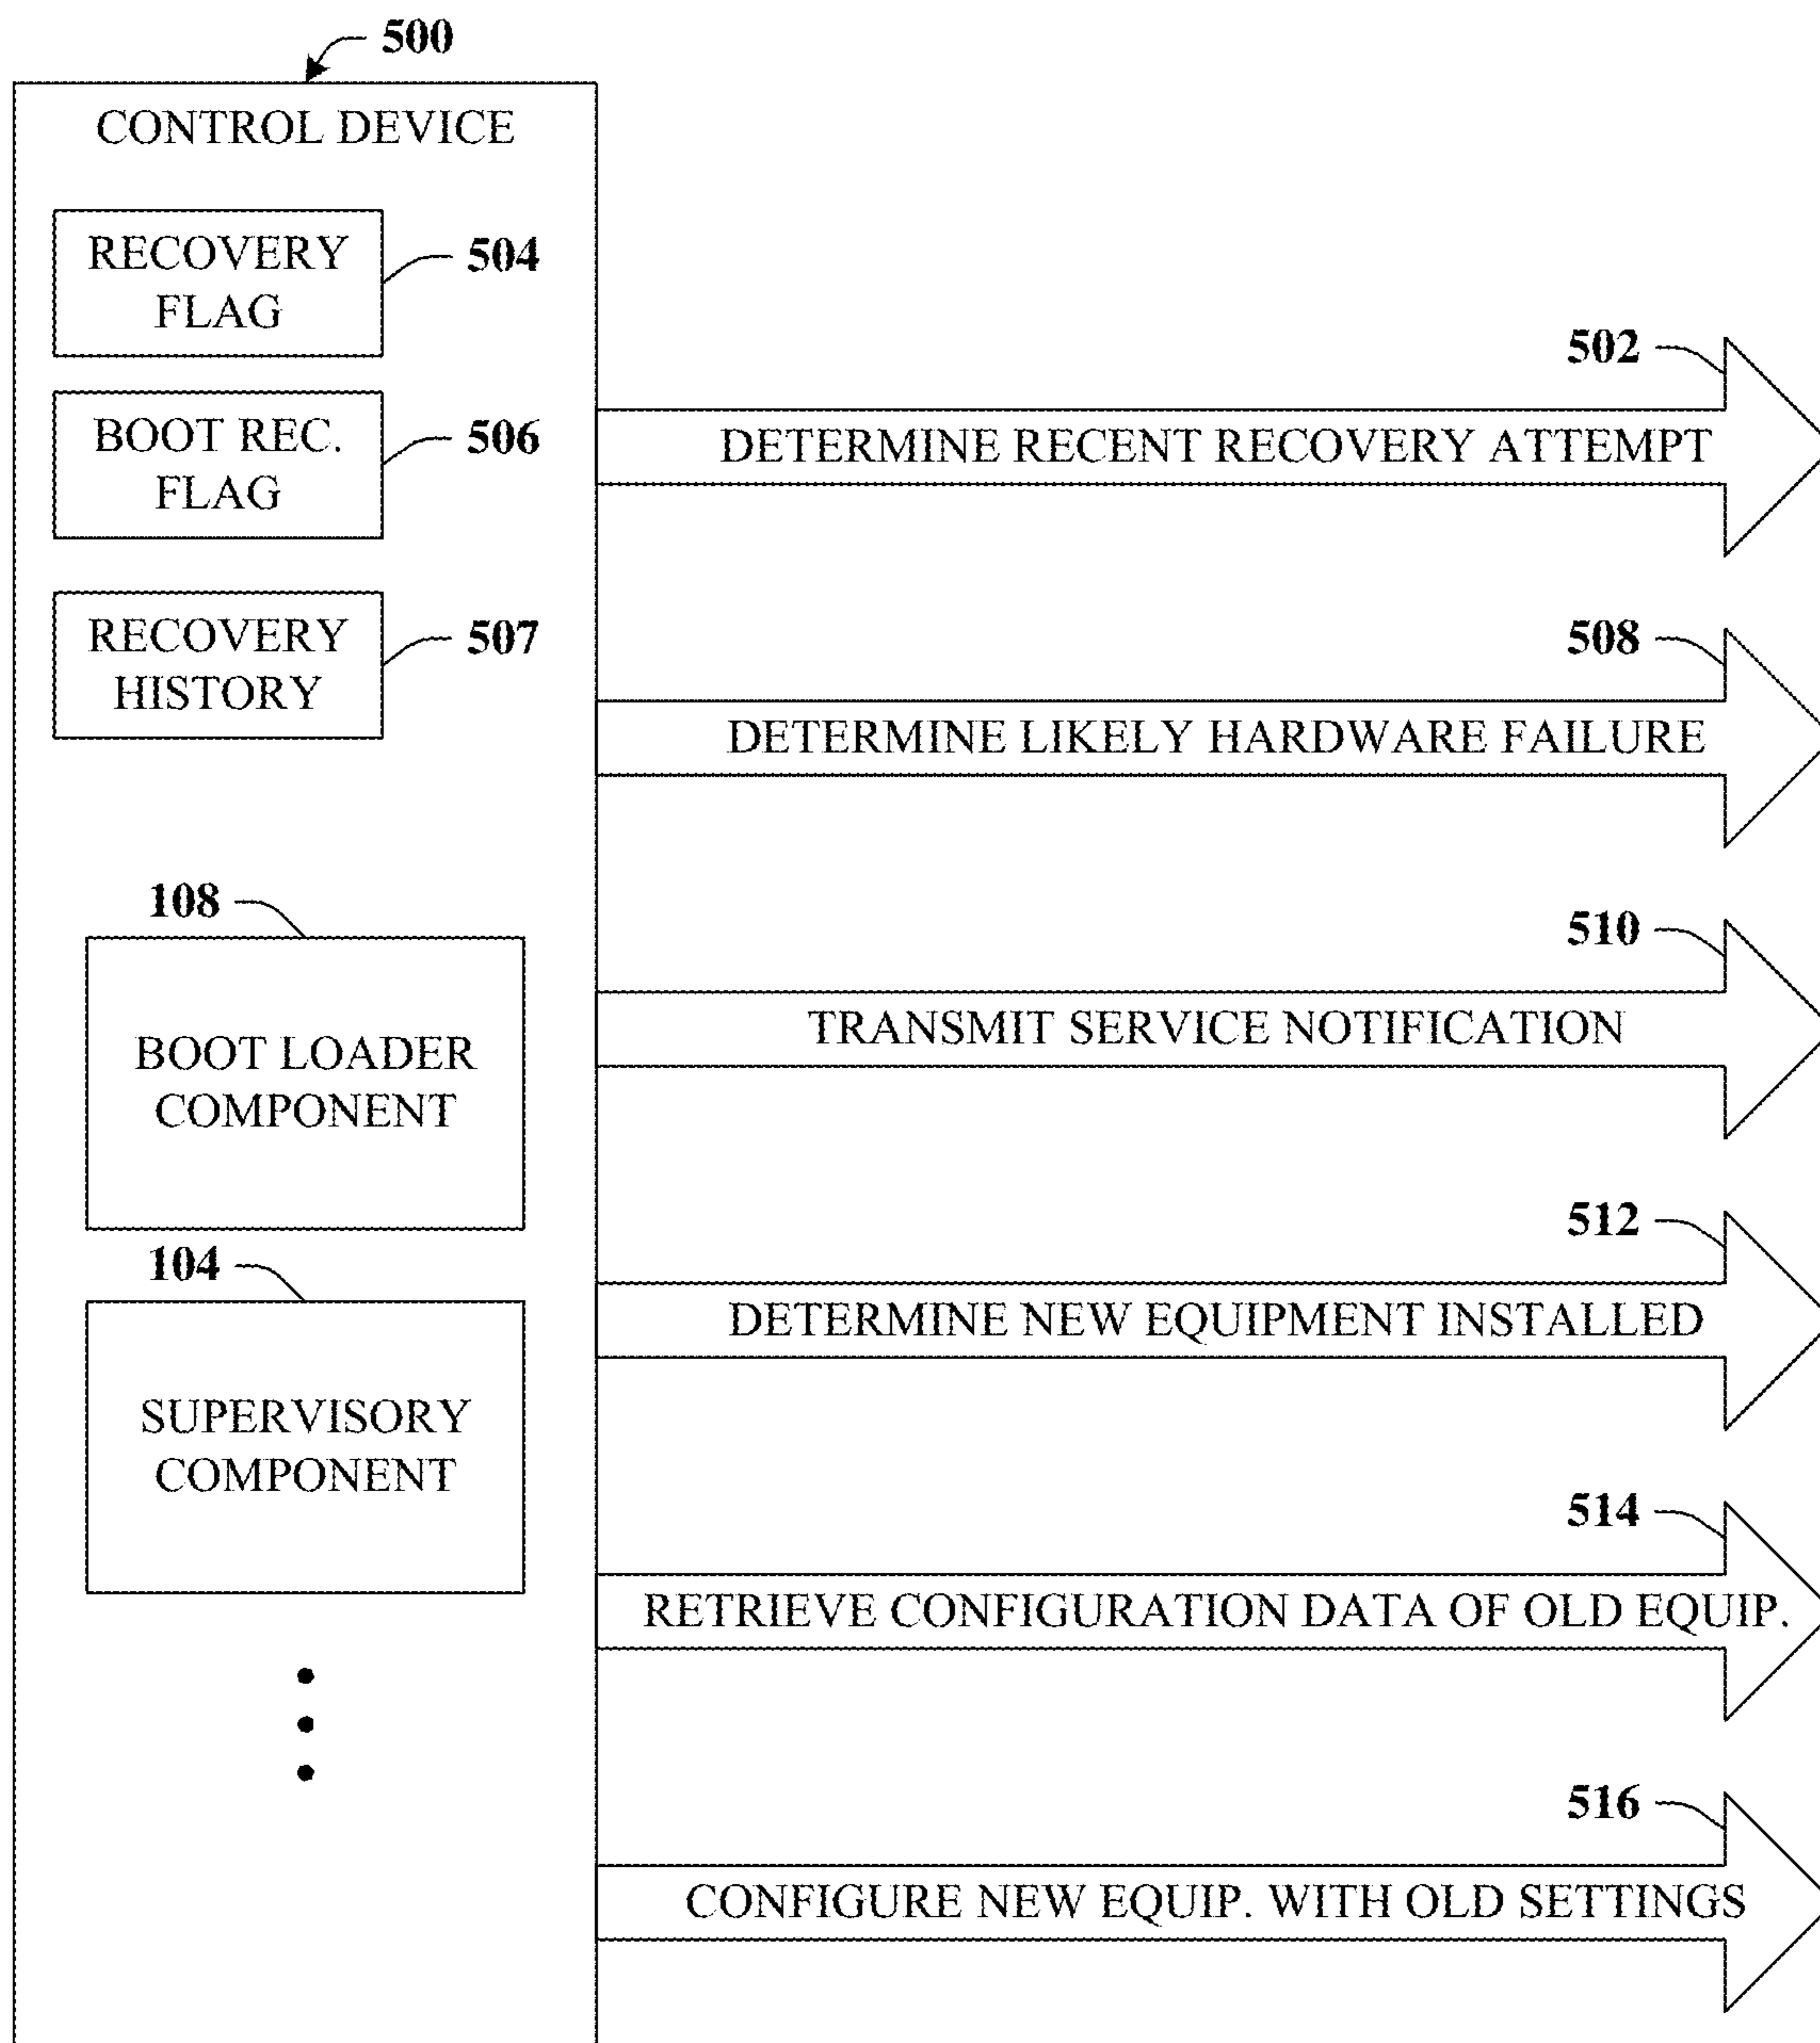 500
CONTROL DEVICE
RECOVERY
FLAG
504
BOOT REC.
FLAG
506
RECOVERY
HISTORY
507
108
BOOT LOADER
COMPONENT
104
SUPERVISORY
COMPONENT
502
DETERMINE RECENT RECOVERY ATTEMPT
508
DETERMINE LIKELY HARDWARE FAILURE
510
TRANSMIT SERVICE NOTIFICATION
512
DETERMINE NEW EQUIPMENT INSTALLED
514
RETRIEVE CONFIGURATION DATA OF OLD EQUIP.
516
CONFIGURE NEW EQUIP. WITH OLD SETTINGS